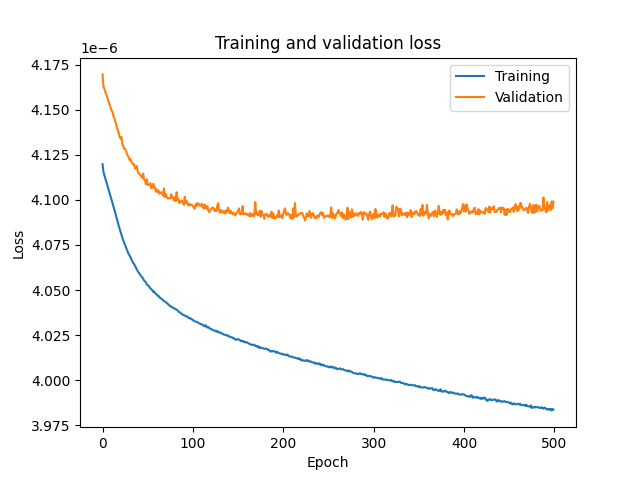 Training and validation loss
1e−6
4.175
4.150
4.125
4.100
4.075
4.050
4.025
4.000
3.975
Loss
Training
Validation
0 100 200 300 400 500
Epoch